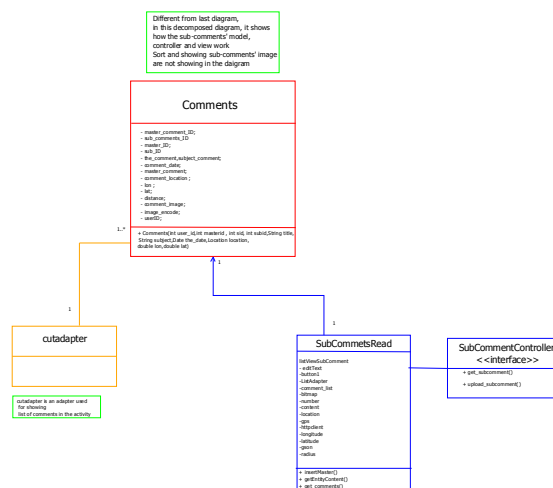 Different from last diagram,
in this decomposed diagram, it shows
how the sub-comments' model,
controller and view work
Sort and showing sub-comments' image
are not showing in the daigram
Comments
- master_comment_ID;
- sub_comments_ID
- master_ID;
- sub_ID
- the_comment,subject_comment;
- comment_date;
- master_comment;
- comment_location ;
- lon ;
- lat;
- distance;
- comment_image;
- image_encode;
- userID;
+ Comments(int user_id,int masterid , int sid, int subid,String title,
String subject,Date the_date,Location location,
double lon,double lat)
1..*
1
1
1
cutadapter
cutadapter is an adapter used
for showing
list of comments in the activity
SubCommetsRead
listViewSubComment
- editText
-button1
-ListAdapter
-comment_list
-bitmap
-number
-content
-location
-gps
-httpclient
-longitude
-latitude
-gson
-radius
+ insertMaster()
+ getEntityContent()
+ get_comments()
SubCommentController
<<interface>>
+ get_subcomment()
+ upload_subcomment()